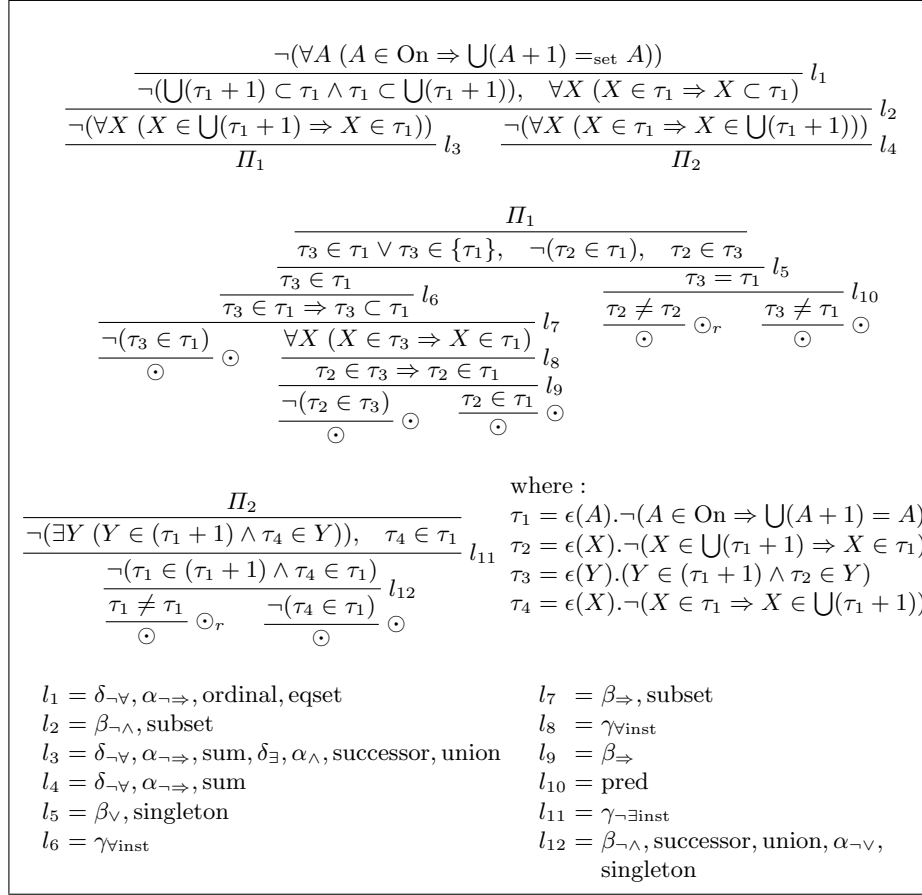 ¬(∀A (A ∈ On ⇒ ⋃(A + 1) =set A))
l1
¬(⋃(τ1 + 1) ⊂ τ1 ∧ τ1 ⊂ ⋃(τ1 + 1)), ∀X (X ∈ τ1 ⇒ X ⊂ τ1)
l2
¬(∀X (X ∈ ⋃(τ1 + 1) ⇒ X ∈ τ1)) l3 ¬(∀X (X ∈ τ1 ⇒ X ∈ ⋃(τ1 + 1))) l4
Π1 Π2
Π1
τ3 ∈ τ1 ∨ τ3 ∈ {τ1}, ¬(τ2 ∈ τ1), τ2 ∈ τ3
l5
τ3 ∈ τ1 l6 τ3 = τ1 l10
τ3 ∈ τ1 ⇒ τ3 ⊂ τ1 l7 τ2 ≠ τ2 ⊙r τ3 ≠ τ1 ⊙
¬(τ3 ∈ τ1) ⊙ ∀X (X ∈ τ3 ⇒ X ∈ τ1) l8 ⊙ ⊙
⊙ τ2 ∈ τ3 ⇒ τ2 ∈ τ1 l9
¬(τ2 ∈ τ3) ⊙ τ2 ∈ τ1 ⊙
⊙ ⊙
Π2
¬(∃Y (Y ∈ (τ1 + 1) ∧ τ4 ∈ Y)), τ4 ∈ τ1
l11
¬(τ1 ∈ (τ1 + 1) ∧ τ4 ∈ τ1)
l12
τ1 ≠ τ1 ⊙r ¬(τ4 ∈ τ1) ⊙
⊙ ⊙
where :
τ1 = ϵ(A).¬(A ∈ On ⇒ ⋃(A + 1) = A)
τ2 = ϵ(X).¬(X ∈ ⋃(τ1 + 1) ⇒ X ∈ τ1)
τ3 = ϵ(Y).(Y ∈ (τ1 + 1) ∧ τ2 ∈ Y)
τ4 = ϵ(X).¬(X ∈ τ1 ⇒ X ∈ ⋃(τ1 + 1))
l1 = δ¬∀, α¬⇒, ordinal, eqset
l2 = β¬∧, subset
l3 = δ¬∀, α¬⇒, sum, δ∃, α∧, successor, union
l4 = δ¬∀, α¬⇒, sum
l5 = β∨, singleton
l6 = γ∀inst
l7 = β⇒, subset
l8 = γ∀inst
l9 = β⇒
l10 = pred
l11 = γ¬∃inst
l12 = β¬∧, successor, union, α¬∨,
singleton